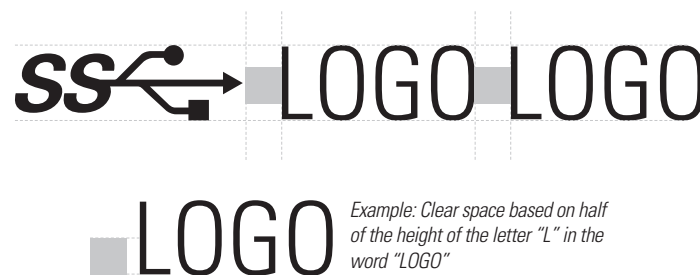 SS LOGO LOGO
LOGO
Example: Clear space based on half
of the height of the letter “L” in the
word “LOGO”